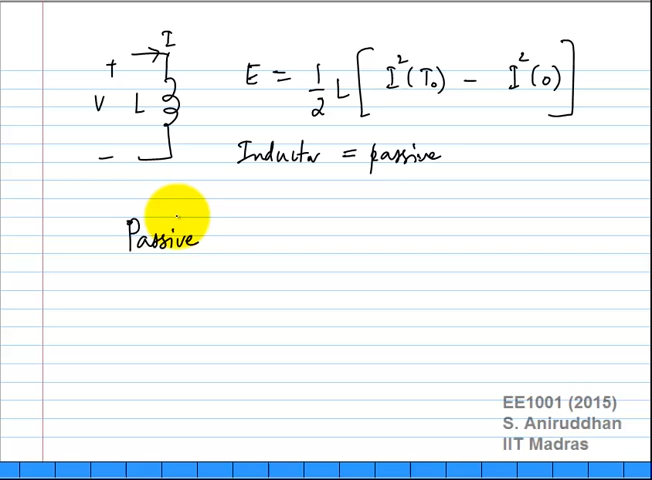 I
+
V L
−
E = 1/2 L [ I²(T₀) − I²(0) ]
Inductor = passive
Passive
EE1001 (2015)
S. Aniruddhan
IIT Madras